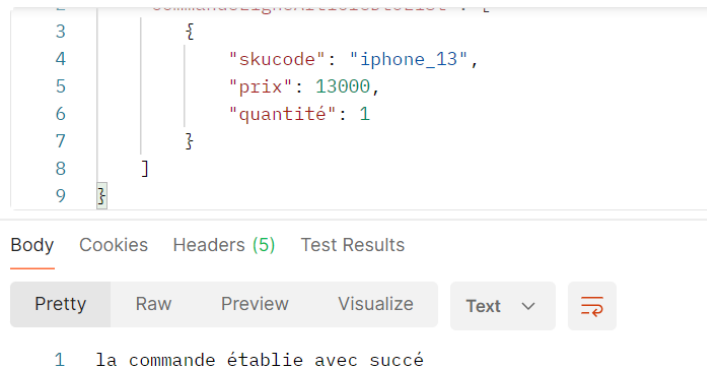 3 {
4 "skucode": "iphone_13",
5 "prix": 13000,
6 "quantité": 1
7 }
8 ]
9 }
Body Cookies Headers (5) Test Results
Pretty Raw Preview Visualize Text
1 la commande établie avec succé